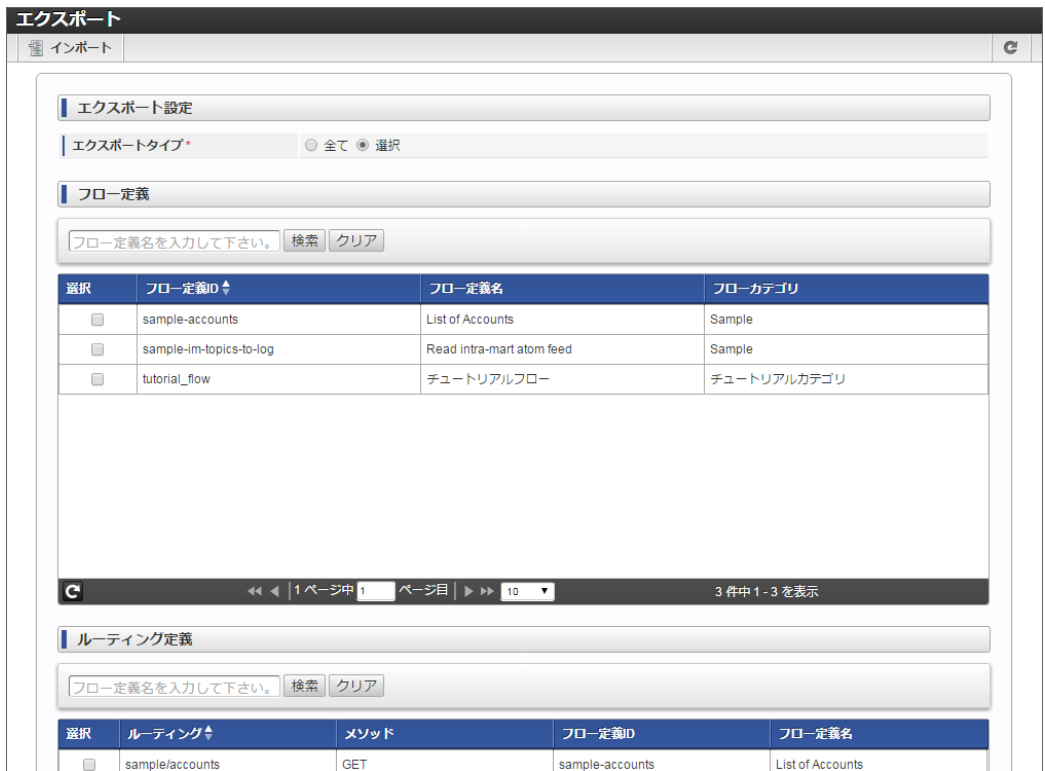 エクスポート
インポート
エクスポート設定
エクスポートタイプ* 全て 選択
フロー定義
フロー定義名を入力して下さい。 検索 クリア
選択 フロー定義ID フロー定義名 フローカテゴリ
sample-accounts List of Accounts Sample
sample-im-topics-to-log Read intra-mart atom feed Sample
tutorial_flow チュートリアルフロー チュートリアルカテゴリ
1 ページ中 1 ページ目 10 3 件中 1 - 3 を表示
ルーティング定義
フロー定義名を入力して下さい。 検索 クリア
選択 ルーティング メソッド フロー定義ID フロー定義名
sample/accounts GET sample-accounts List of Accounts